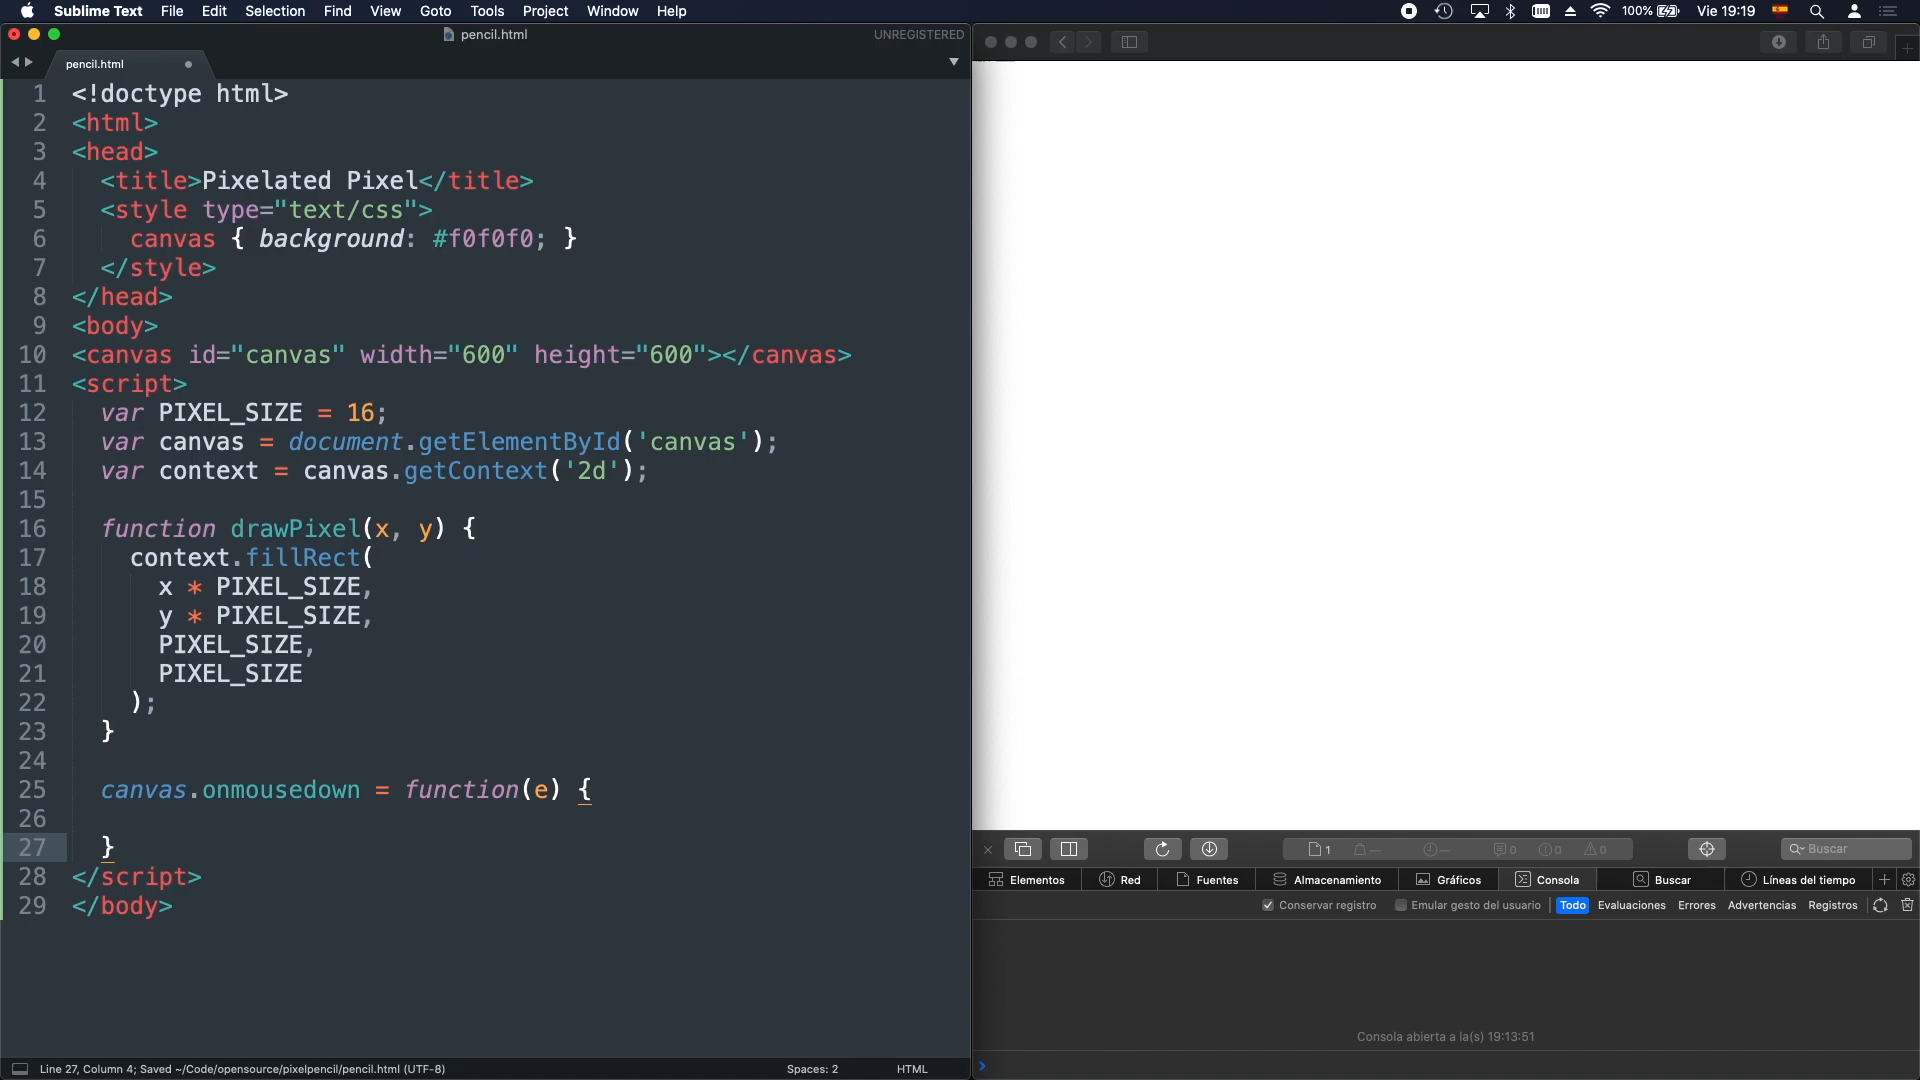 Sublime Text File Edit Selection Find View Goto Tools Project Window Help 100% Vie 19:19
pencil.html UNREGISTERED
pencil.html
1 <!doctype html>
2 <html>
3 <head>
4 <title>Pixelated Pixel</title>
5 <style type="text/css">
6 canvas { background: #f0f0f0; }
7 </style>
8 </head>
9 <body>
10 <canvas id="canvas" width="600" height="600"></canvas>
11 <script>
12 var PIXEL_SIZE = 16;
13 var canvas = document.getElementById('canvas');
14 var context = canvas.getContext('2d');
15
16 function drawPixel(x, y) {
17 context.fillRect(
18 x * PIXEL_SIZE,
19 y * PIXEL_SIZE,
20 PIXEL_SIZE,
21 PIXEL_SIZE
22 );
23 }
24
25 canvas.onmousedown = function(e) {
26
27 }
28 </script>
29 </body>
Line 27, Column 4; Saved ~/Code/opensource/pixelpencil/pencil.html (UTF-8) Spaces: 2 HTML
1 0 0 0 Buscar
Elementos Red Fuentes Almacenamiento Gráficos Consola Buscar Líneas del tiempo
Conservar registro Emular gesto del usuario Todo Evaluaciones Errores Advertencias Registros
Consola abierta a la(s) 19:13:51